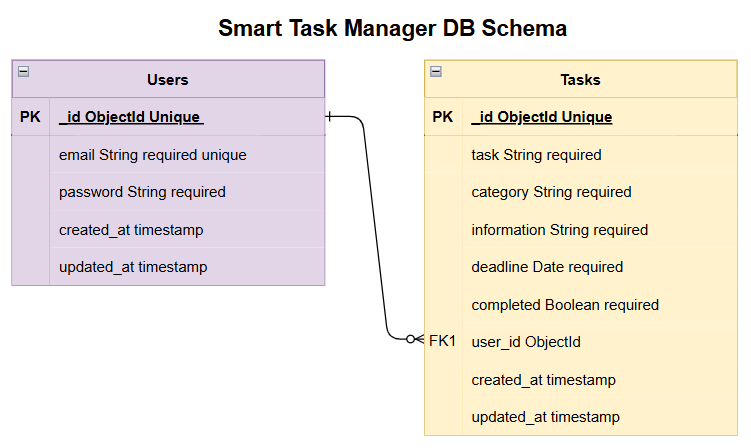 Smart Task Manager DB Schema
Users
PK _id ObjectId Unique
email String required unique
password String required
created_at timestamp
updated_at timestamp
Tasks
PK _id ObjectId Unique
task String required
category String required
information String required
deadline Date required
completed Boolean required
FK1 user_id ObjectId
created_at timestamp
updated_at timestamp